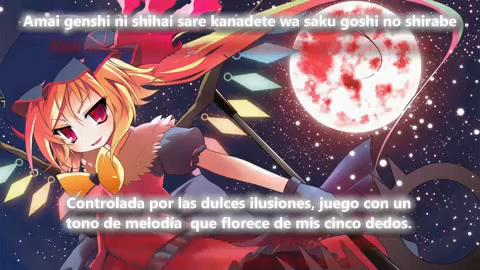 Amai genshi ni shihai sare kanadete wa saku goshi no shirabe
Controlada por las dulces ilusiones, juego con un
tono de melodía que florece de mis cinco dedos.